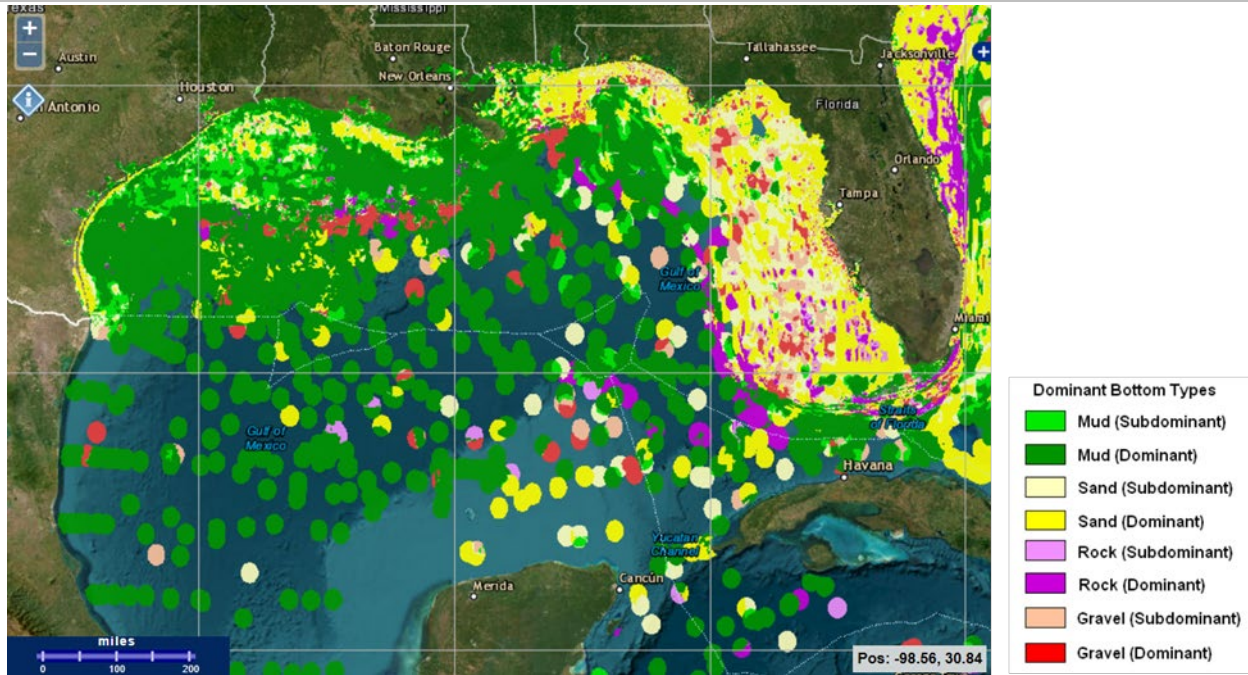 Texas
Mississippi
+
−
Austin
Baton Rouge
Tallahassee
Jacksonville
+
New Orleans
Houston
i
Antonio
Florida
Orlando
Tampa
Gulf of
Mexico
Miami
Straits
of Florida
Gulf of
Mexico
Havana
Yucatan
Channel
Merida
Cancún
miles
0 100 200
Pos: -98.56, 30.84
Dominant Bottom Types
Mud (Subdominant)
Mud (Dominant)
Sand (Subdominant)
Sand (Dominant)
Rock (Subdominant)
Rock (Dominant)
Gravel (Subdominant)
Gravel (Dominant)